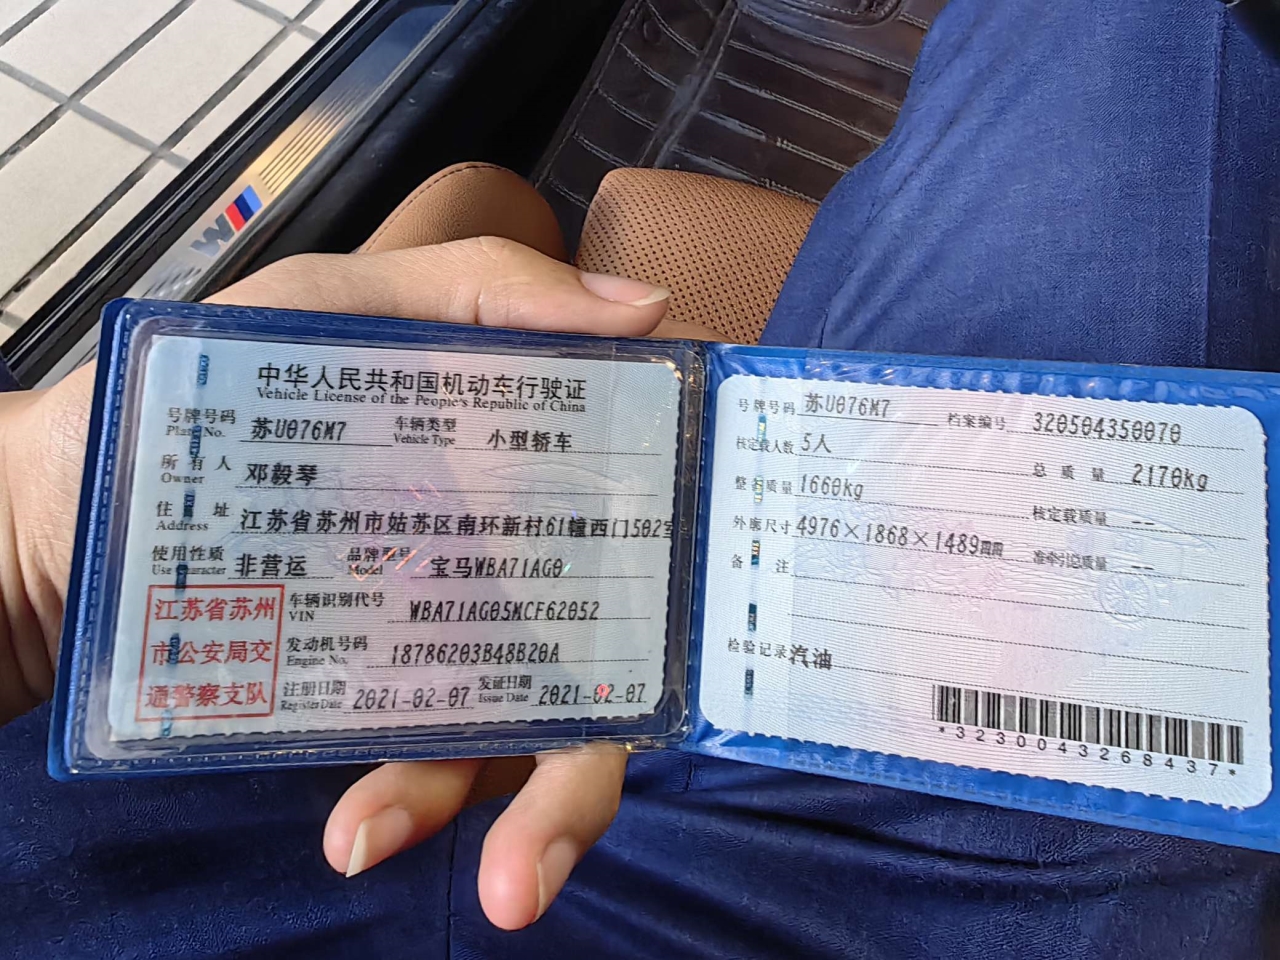 M
中华人民共和国机动车行驶证
Vehicle License of the People's Republic of China
号牌号码 苏U076M7 车辆类型 小型轿车
Plate No. Vehicle Type
所有人 邓毅琴
Owner
住址 江苏省苏州市姑苏区南环新村61幢西门502室
Address
使用性质 非营运 品牌型号 宝马WBA71AG0
Use Character Model
江苏省苏州
市公安局交
通警察支队
车辆识别代号 WBA71AG05MCF62052
VIN
发动机号码 18786203B48B20A
Engine No.
注册日期 2021-02-07 发证日期 2021-02-07
Register Date Issue Date
号牌号码 苏U076M7 档案编号 320504350070
核定载人数 5人 总质量 2170kg
整备质量 1660kg 核定载质量 --
外廓尺寸 4976×1868×1489mm 准牵引总质量 --
备注
检验记录 汽油
*3230043268437*